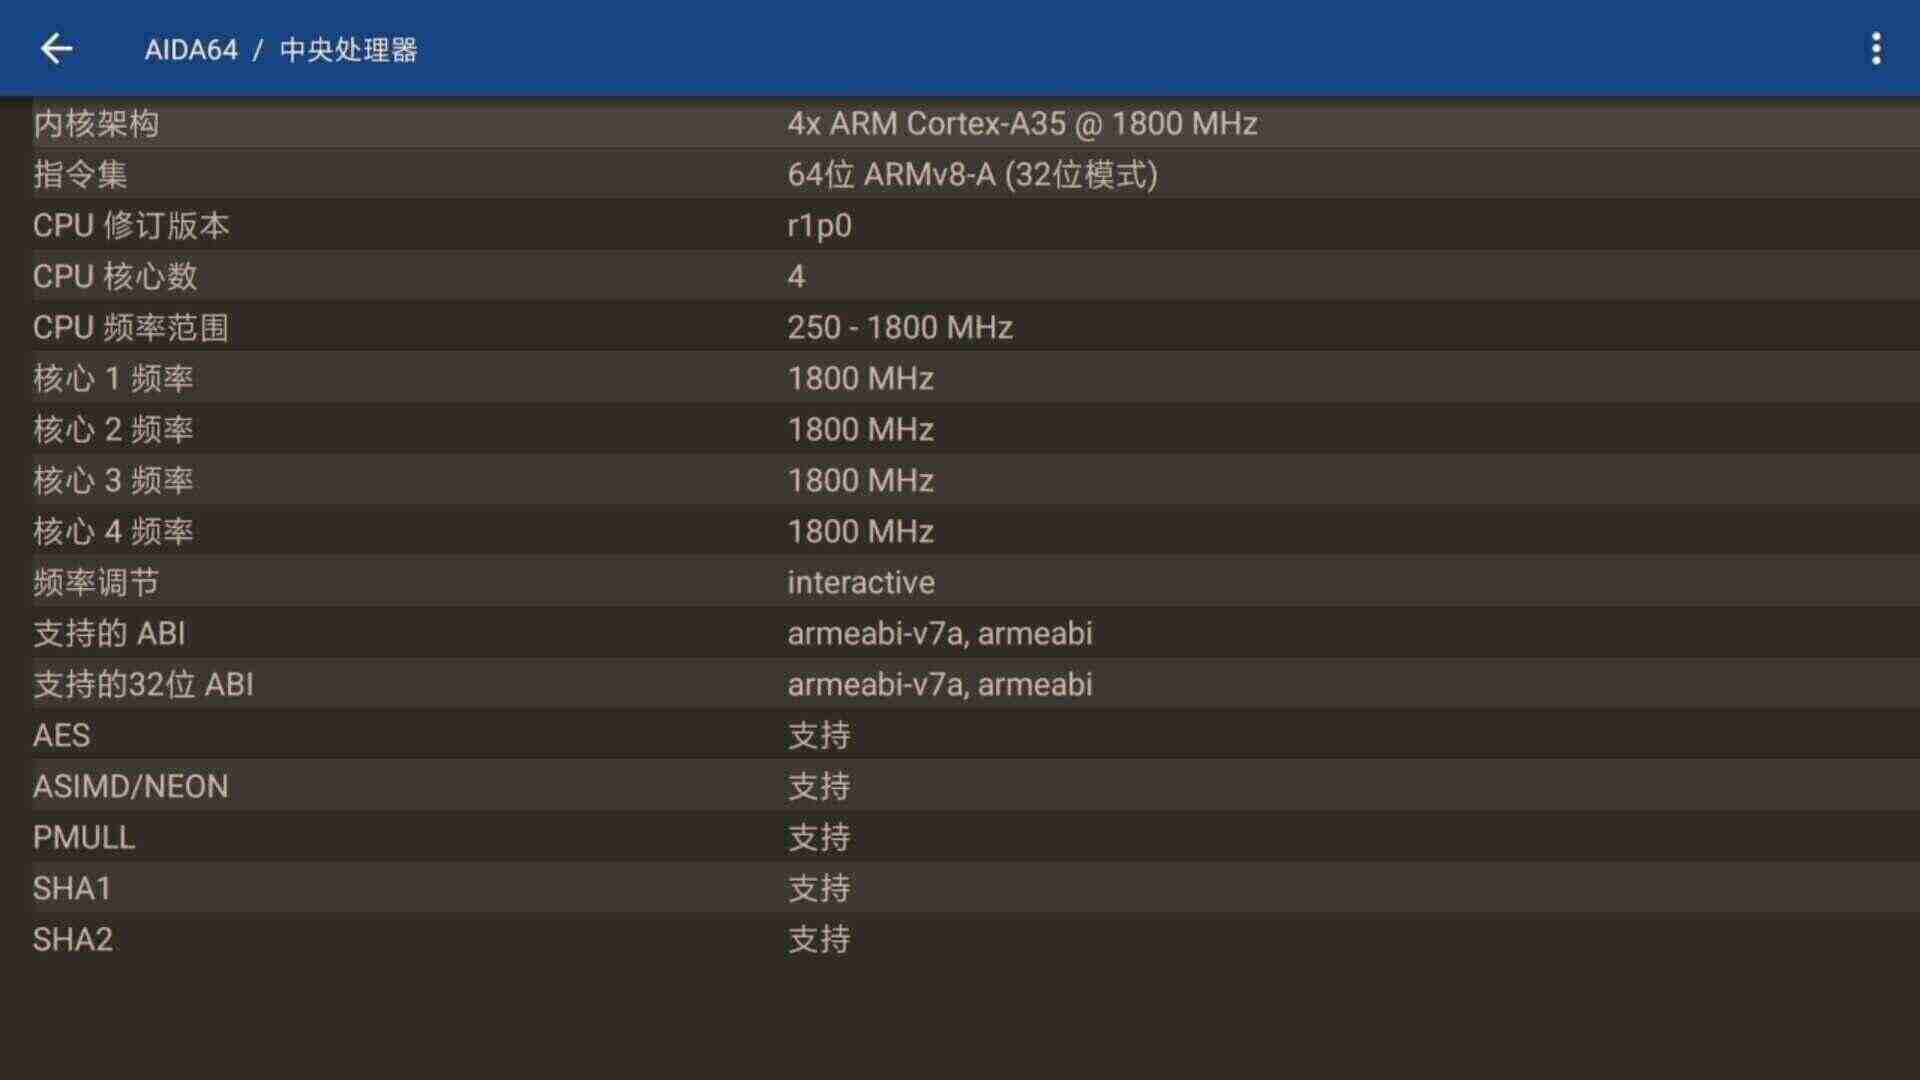 AIDA64 / 中央处理器
内核架构 4x ARM Cortex-A35 @ 1800 MHz
指令集 64位 ARMv8-A (32位模式)
CPU 修订版本 r1p0
CPU 核心数 4
CPU 频率范围 250 - 1800 MHz
核心 1 频率 1800 MHz
核心 2 频率 1800 MHz
核心 3 频率 1800 MHz
核心 4 频率 1800 MHz
频率调节 interactive
支持的 ABI armeabi-v7a, armeabi
支持的32位 ABI armeabi-v7a, armeabi
AES 支持
ASIMD/NEON 支持
PMULL 支持
SHA1 支持
SHA2 支持